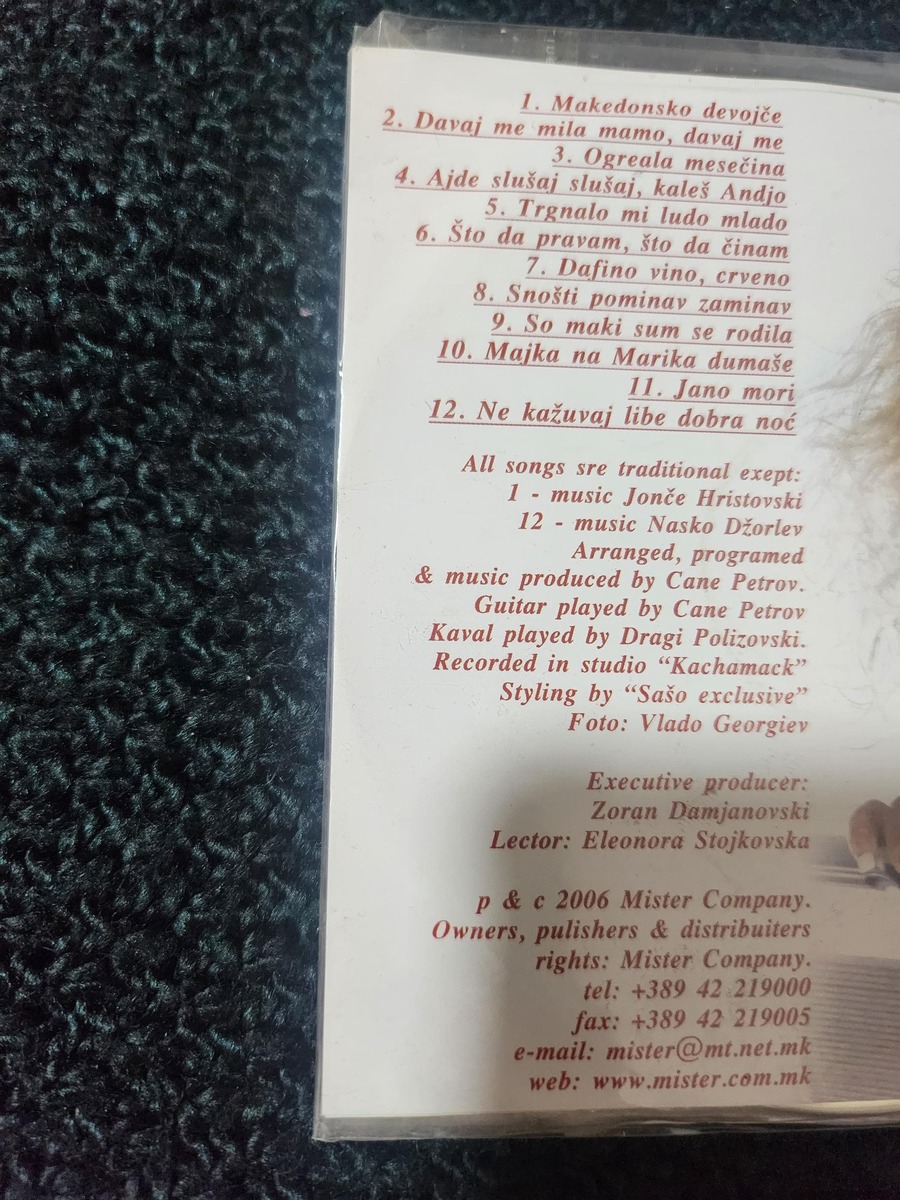 1. Makedonsko devojče
2. Davaj me mila mamo, davaj me
3. Ogreala mesečina
4. Ajde slušaj slušaj, kaleš Andjo
5. Trgnalo mi ludo mlado
6. Što da pravam, što da činam
7. Dafino vino, crveno
8. Snošti pominav zaminav
9. So maki sum se rodila
10. Majka na Marika dumaše
11. Jano mori
12. Ne kažuvaj libe dobra noć
All songs sre traditional exept:
1 - music Jonče Hristovski
12 - music Nasko Džorlev
Arranged, programed
& music produced by Cane Petrov.
Guitar played by Cane Petrov
Kaval played by Dragi Polizovski.
Recorded in studio “Kachamack”
Styling by “Sašo exclusive”
Foto: Vlado Georgiev
Executive producer:
Zoran Damjanovski
Lector: Eleonora Stojkovska
p & c 2006 Mister Company.
Owners, pulishers & distribuiters
rights: Mister Company.
tel: +389 42 219000
fax: +389 42 219005
e-mail: mister@mt.net.mk
web: www.mister.com.mk